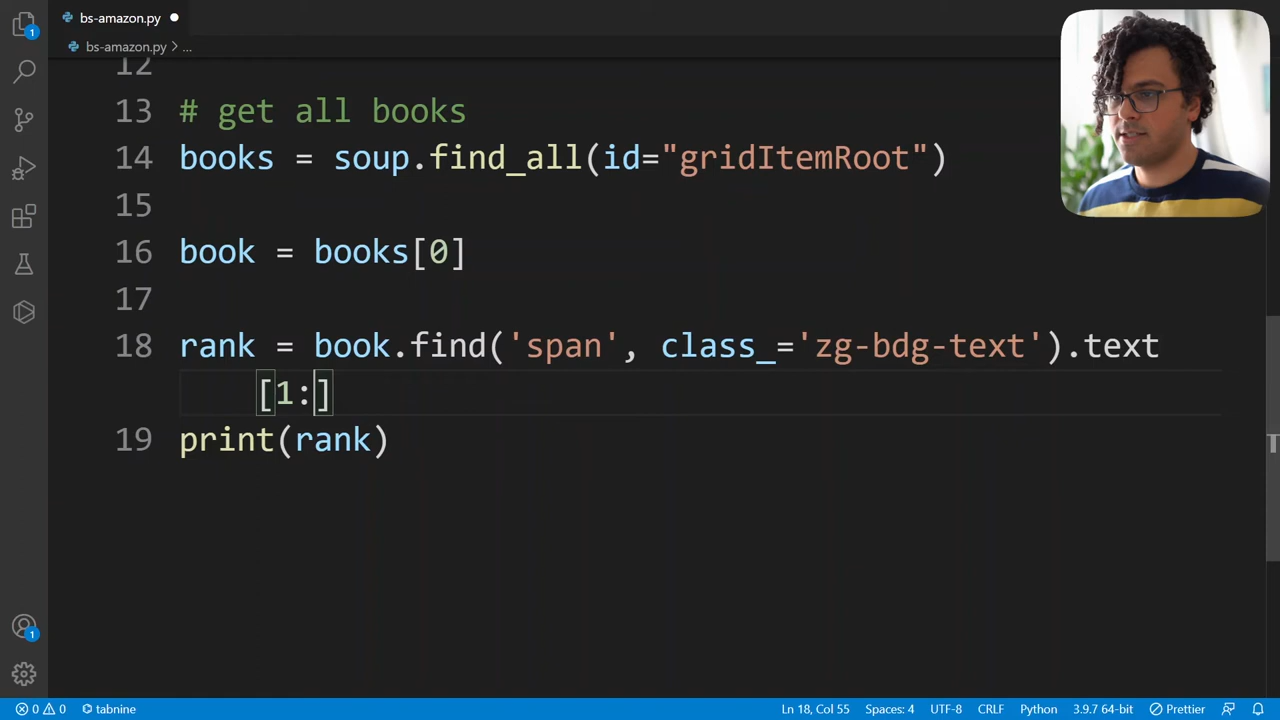 bs-amazon.py
bs-amazon.py > ...
12
13 # get all books
14 books = soup.find_all(id="gridItemRoot")
15
16 book = books[0]
17
18 rank = book.find('span', class_='zg-bdg-text').text
[1:]
19 print(rank)
1
1
0 0 tabnine Ln 18, Col 55 Spaces: 4 UTF-8 CRLF Python 3.9.7 64-bit Prettier